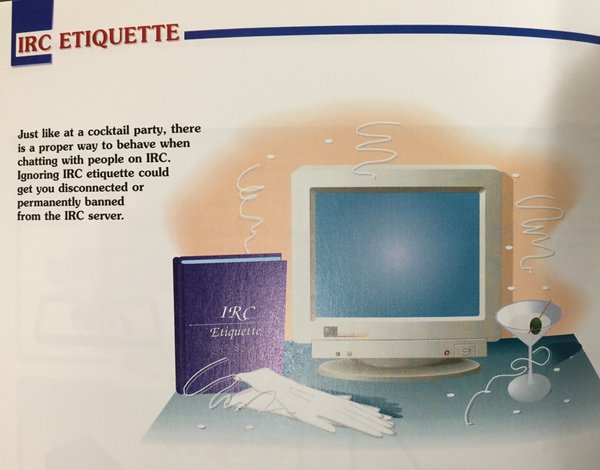 IRC ETIQUETTE
Just like at a cocktail party, there
is a proper way to behave when
chatting with people on IRC.
Ignoring IRC etiquette could
get you disconnected or
permanently banned
from the IRC server.
IRC
Etiquette